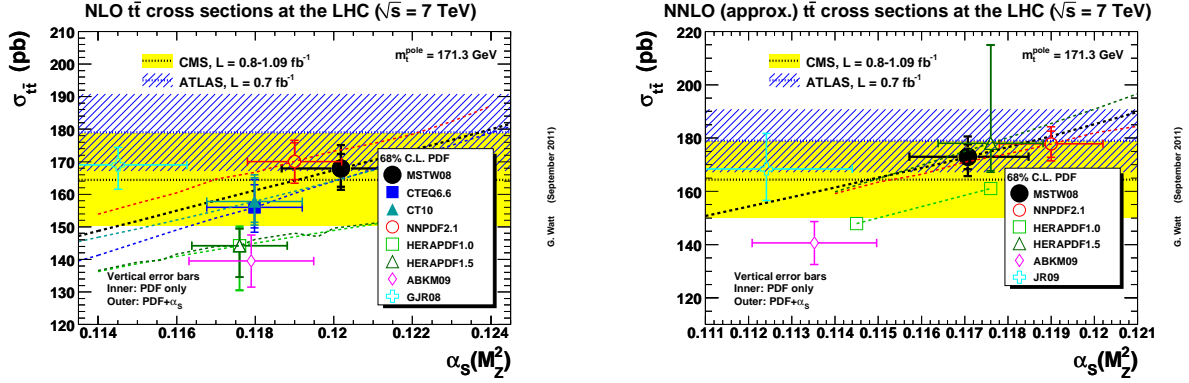 NLO tt̄ cross sections at the LHC (√s = 7 TeV)
σtt̄ (pb)
210
200
190
180
170
160
150
140
130
120
CMS, L = 0.8-1.09 fb⁻¹
ATLAS, L = 0.7 fb⁻¹
mₜᵖᵒˡᵉ = 171.3 GeV
68% C.L. PDF
MSTW08
CTEQ6.6
CT10
NNPDF2.1
HERAPDF1.0
HERAPDF1.5
ABKM09
GJR08
Vertical error bars
Inner: PDF only
Outer: PDF+αS
0.114 0.116 0.118 0.12 0.122 0.124
αS(M²Z)
G. Watt (September 2011)
NNLO (approx.) tt̄ cross sections at the LHC (√s = 7 TeV)
σtt̄ (pb)
220
210
200
190
180
170
160
150
140
130
120
CMS, L = 0.8-1.09 fb⁻¹
ATLAS, L = 0.7 fb⁻¹
mₜᵖᵒˡᵉ = 171.3 GeV
68% C.L. PDF
MSTW08
NNPDF2.1
HERAPDF1.0
HERAPDF1.5
ABKM09
JR09
Vertical error bars
Inner: PDF only
Outer: PDF+αS
0.111 0.112 0.113 0.114 0.115 0.116 0.117 0.118 0.119 0.12 0.121
αS(M²Z)
G. Watt (September 2011)